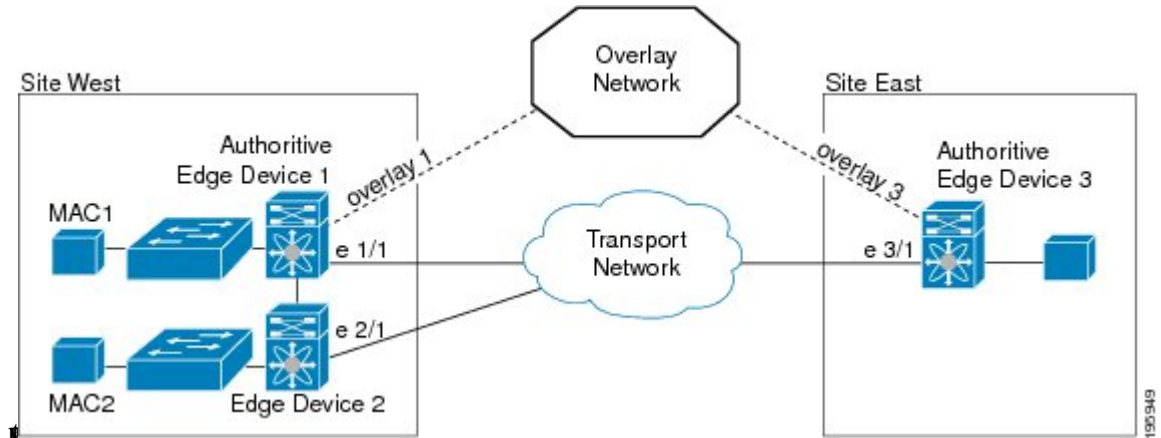 Overlay
Network
Site West
Site East
Authoritive
Edge Device 1
overlay 1
overlay 3
Authoritive
Edge Device 3
MAC1
e 1/1
Transport
Network
e 3/1
e 2/1
MAC2
Edge Device 2
195949